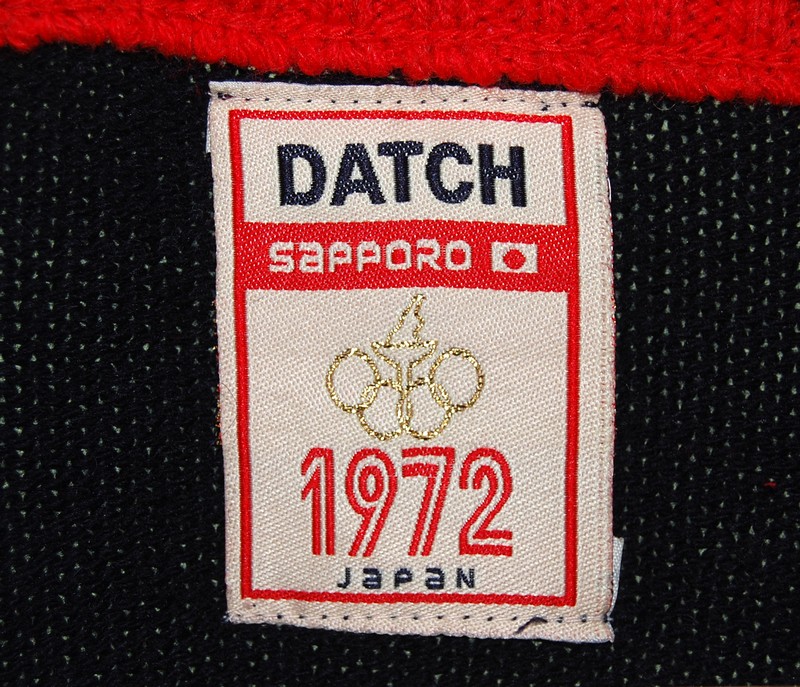 DATCH
SAPPORO
1972
JAPAN